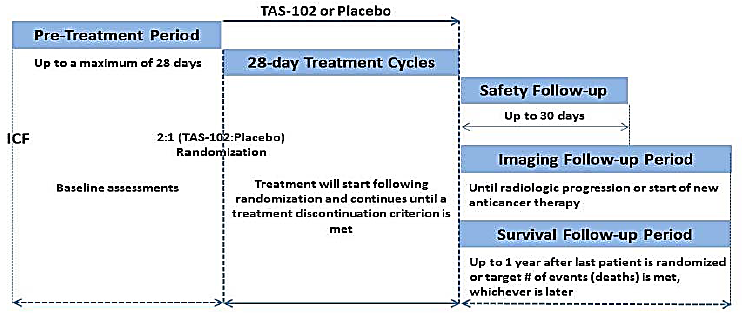 TAS-102 or Placebo
Pre-Treatment Period
Up to a maximum of 28 days
28-day Treatment Cycles
Safety Follow-up
Up to 30 days
ICF
2:1 (TAS-102:Placebo)
Randomization
Imaging Follow-up Period
Baseline assessments
Treatment will start following
randomization and continues until a
treatment discontinuation criterion is
met
Until radiologic progression or start of new
anticancer therapy
Survival Follow-up Period
Up to 1 year after last patient is randomized
or target # of events (deaths) is met,
whichever is later